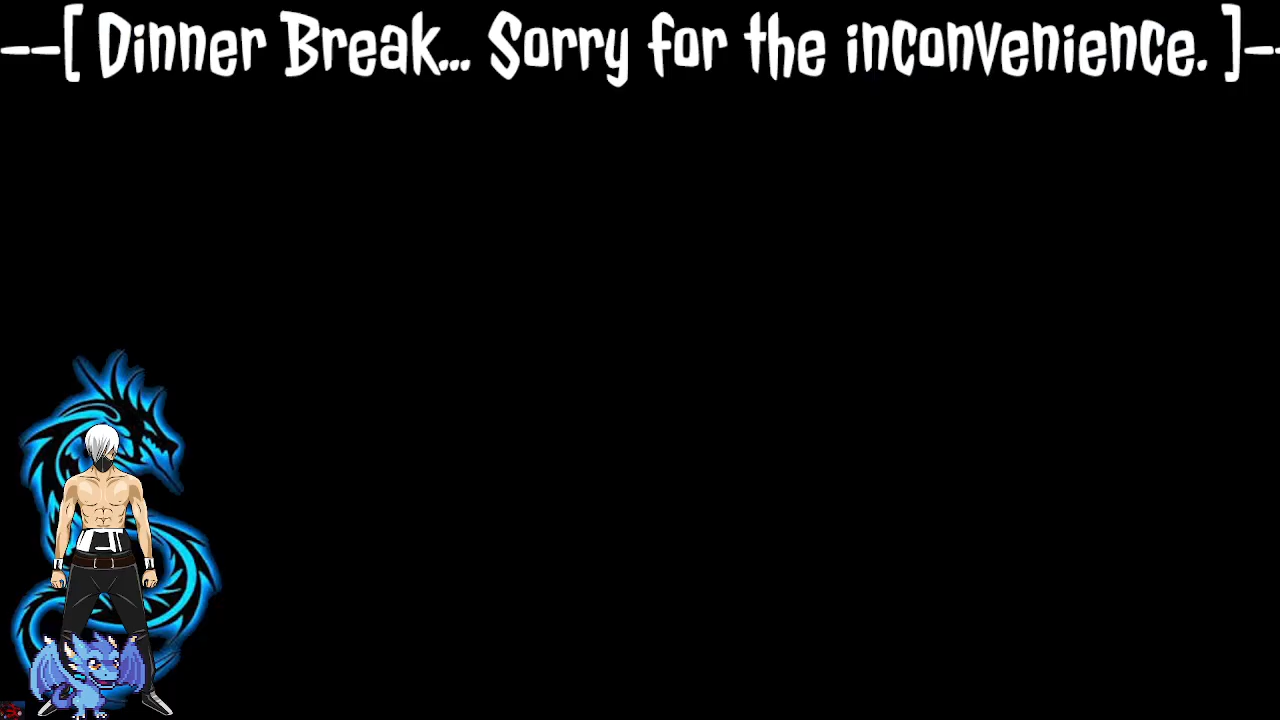 --[ Dinner Break... Sorry for the inconvenience. ]--